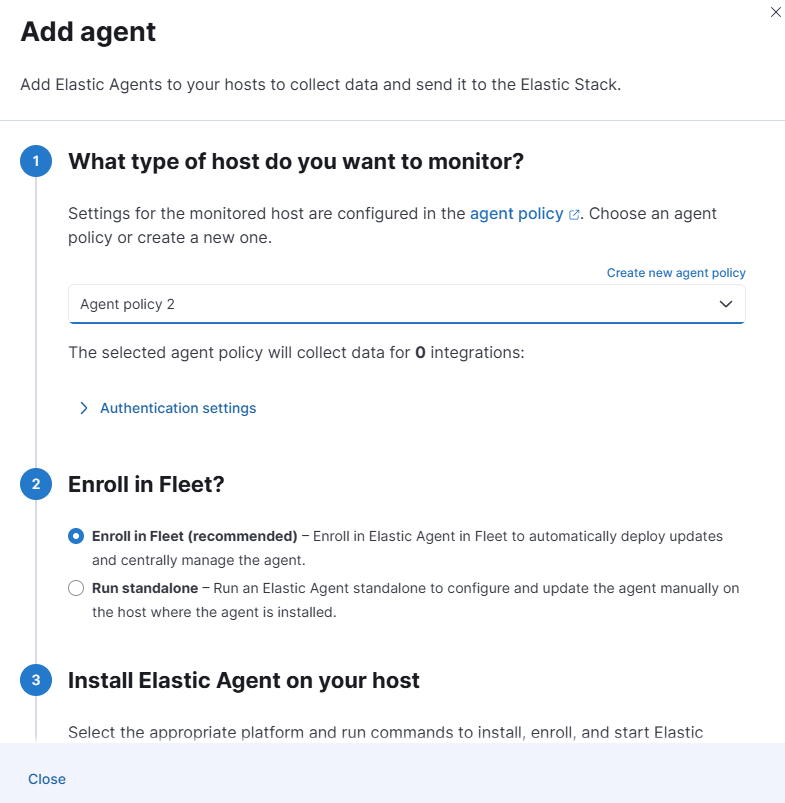 Add agent
Add Elastic Agents to your hosts to collect data and send it to the Elastic Stack.
1
What type of host do you want to monitor?
Settings for the monitored host are configured in the agent policy. Choose an agent
policy or create a new one.
Create new agent policy
Agent policy 2
The selected agent policy will collect data for 0 integrations:
Authentication settings
2
Enroll in Fleet?
Enroll in Fleet (recommended) – Enroll in Elastic Agent in Fleet to automatically deploy updates
and centrally manage the agent.
Run standalone – Run an Elastic Agent standalone to configure and update the agent manually on
the host where the agent is installed.
3
Install Elastic Agent on your host
Select the appropriate platform and run commands to install, enroll, and start Elastic
Close